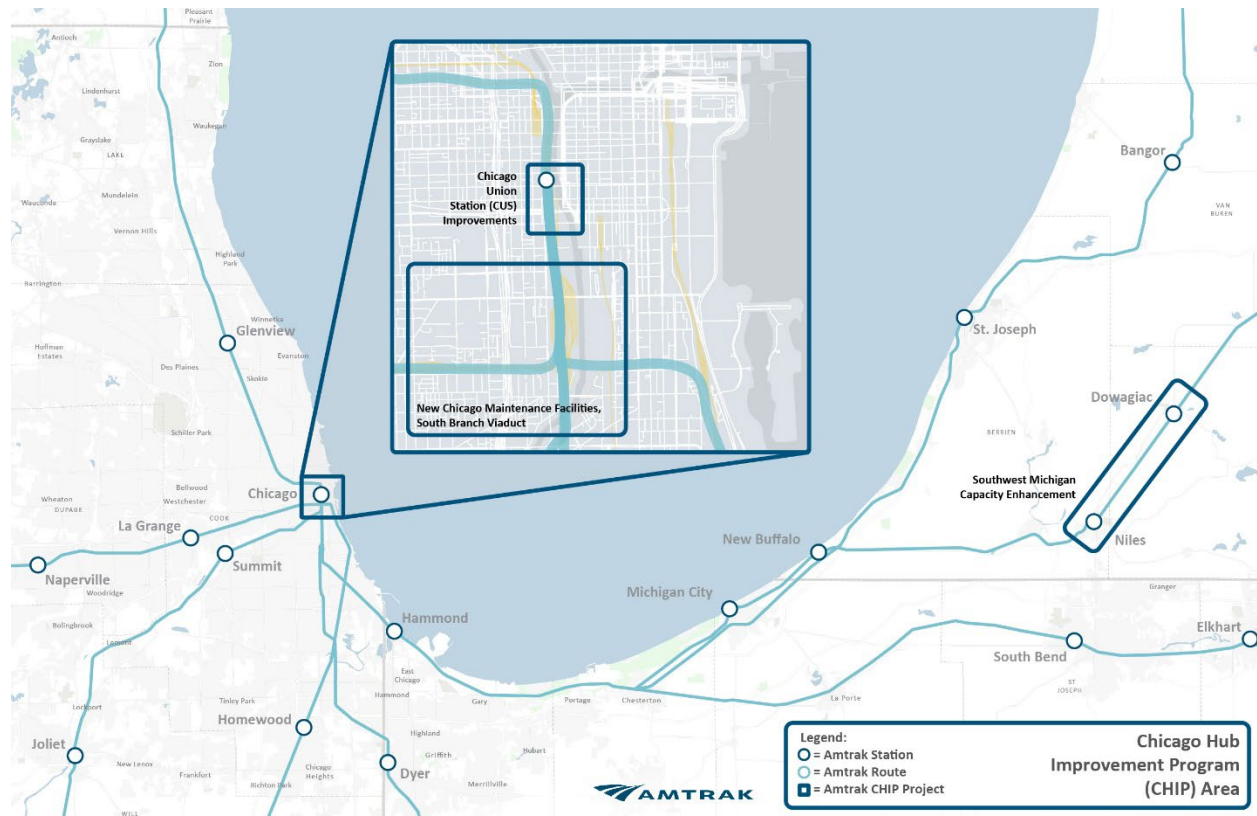 Pleasant
Prairie
Antioch
Zion
Lindenhurst
Waukegan
Grayslake
LAKE
Mundelein
Wauconda
Vernon Hills
Highland
Park
Barrington
Winnetka
Glenview
Hoffman
Estates
Evanston
Des Plaines
Skokie
Schiller Park
Chicago
Union
Station (CUS)
Improvements
New Chicago Maintenance Facilities,
South Branch Viaduct
Bangor
VAN
BUREN
St. Joseph
Dowagiac
BERRIEN
Southwest Michigan
Capacity Enhancement
Niles
Chicago
Bellwood
Wheaton
Westchester
DUPAGE
COOK
La Grange
Summit
Naperville
Woodridge
Bolingbrook
Lemont
New Buffalo
Granger
Michigan City
Hammond
East
Chicago
Hammond
Gary
Portage
Chesterton
La Porte
South Bend
ST
JOSEPH
Elkhart
Tinley Park
Lockport
Homewood
Highland
Griffith
Hobart
Joliet
New Lenox
Frankfort
Chicago
Heights
Dyer
Richton Park
Merrillville
WILL
AMTRAK
Legend:
= Amtrak Station
= Amtrak Route
= Amtrak CHIP Project
Chicago Hub
Improvement Program
(CHIP) Area